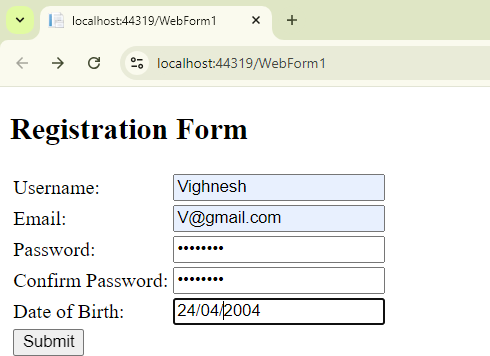 localhost:44319/WebForm1
localhost:44319/WebForm1
Registration Form
Username: Vighnesh
Email: V@gmail.com
Password: ••••••••
Confirm Password: ••••••••
Date of Birth: 24/04/2004
Submit